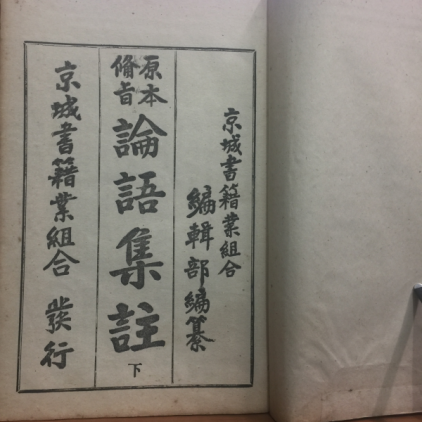 京城書籍業組合
編輯部編纂
原本
備旨
論語集註
下
京城書籍業組合 發行